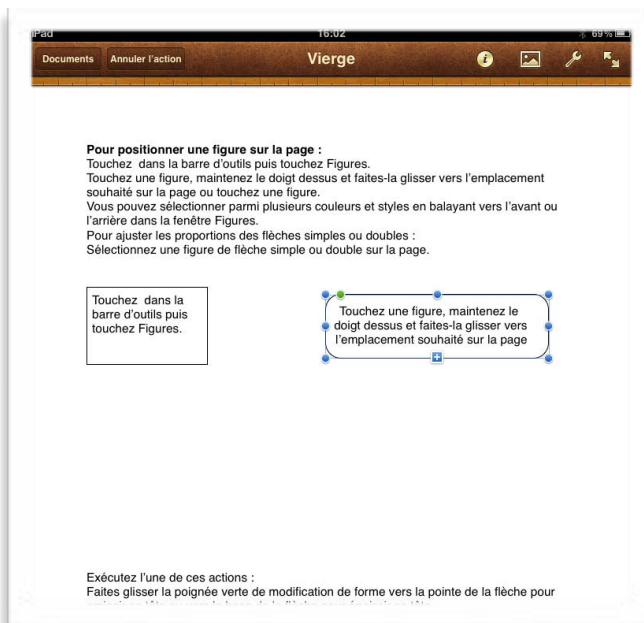 iPad 16:02 69 %
Documents Annuler l'action Vierge
Pour positionner une figure sur la page :
Touchez dans la barre d'outils puis touchez Figures.
Touchez une figure, maintenez le doigt dessus et faites-la glisser vers l'emplacement
souhaité sur la page ou touchez une figure.
Vous pouvez sélectionner parmi plusieurs couleurs et styles en balayant vers l'avant ou
l'arrière dans la fenêtre Figures.
Pour ajuster les proportions des flèches simples ou doubles :
Sélectionnez une figure de flèche simple ou double sur la page.
Touchez dans la
barre d'outils puis
touchez Figures.
Touchez une figure, maintenez le
doigt dessus et faites-la glisser vers
l'emplacement souhaité sur la page
Exécutez l'une de ces actions :
Faites glisser la poignée verte de modification de forme vers la pointe de la flèche pour